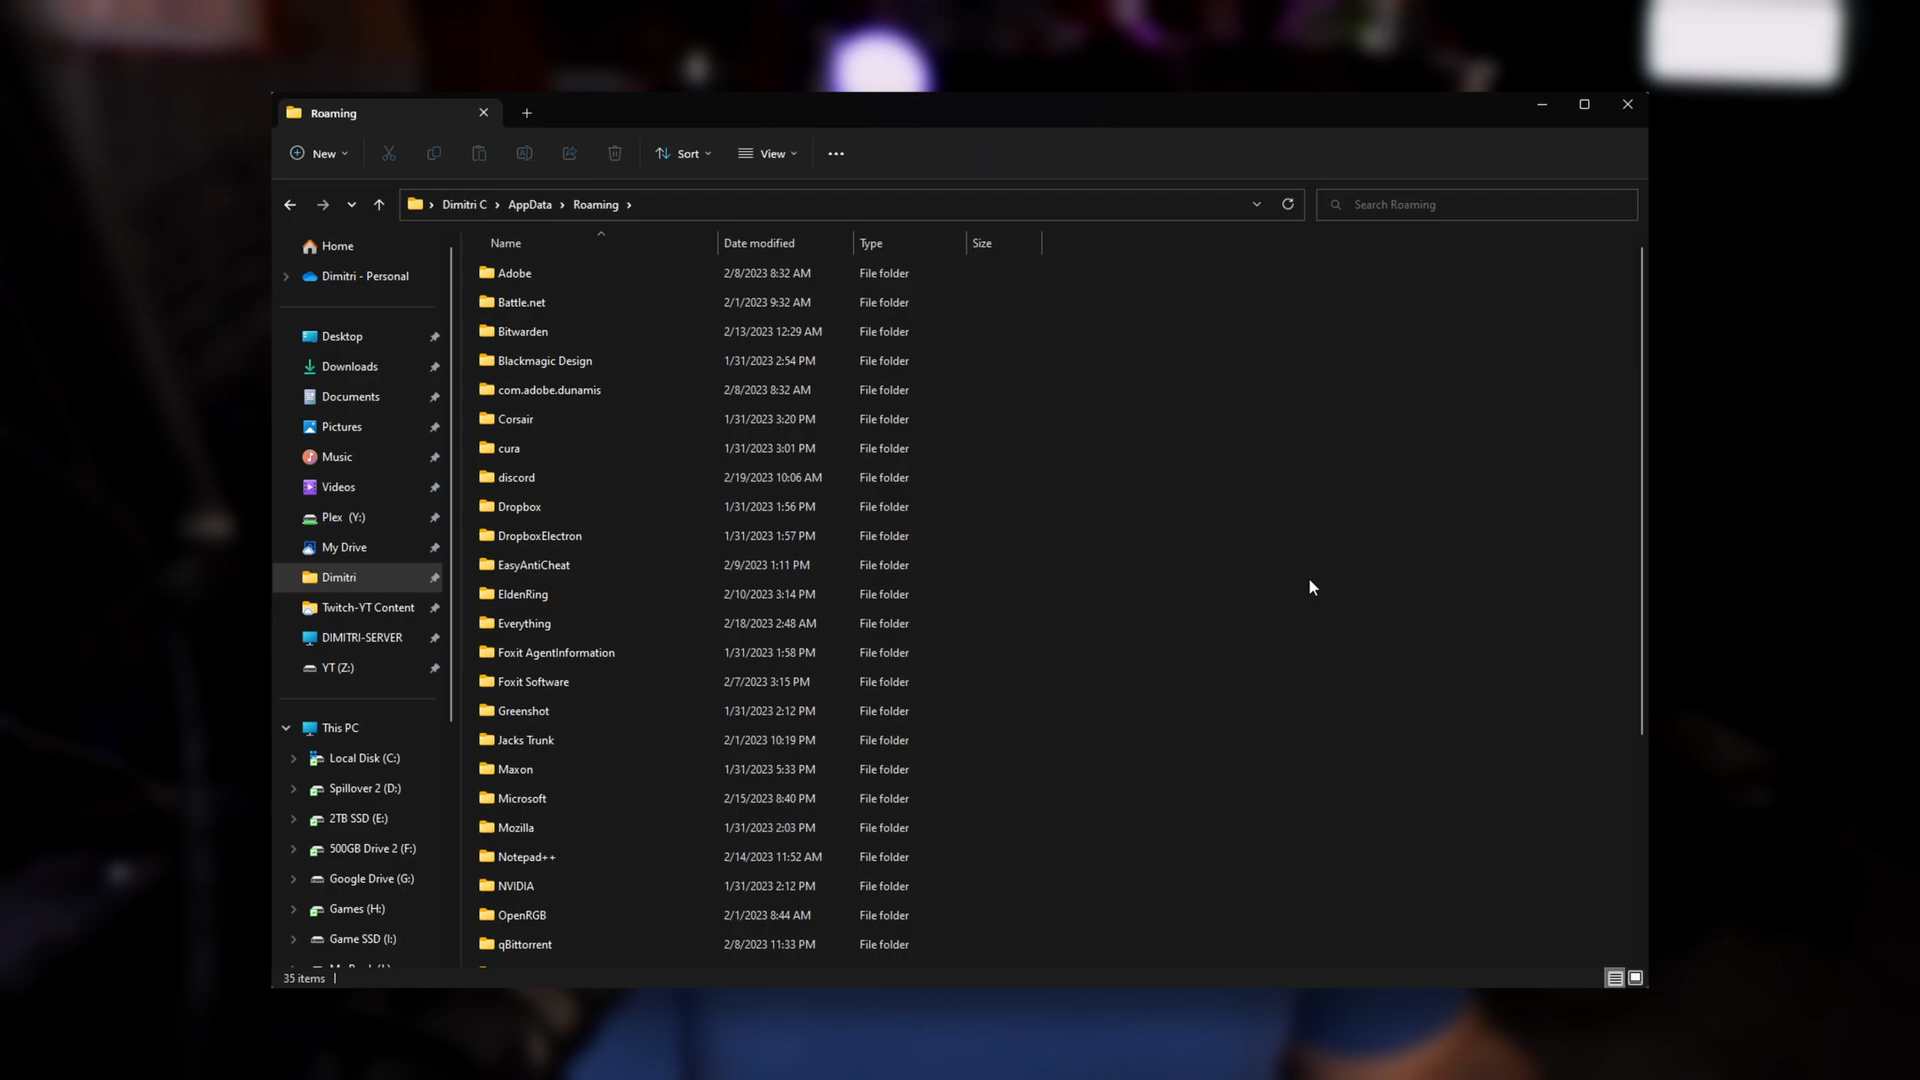 Roaming
New
Sort
View
Dimitri C > AppData > Roaming >
Search Roaming
Home
Dimitri - Personal
Desktop
Downloads
Documents
Pictures
Music
Videos
Plex (Y:)
My Drive
Dimitri
Twitch-YT Content
DIMITRI-SERVER
YT (Z:)
This PC
Local Disk (C:)
Spillover 2 (D:)
2TB SSD (E:)
500GB Drive 2 (F:)
Google Drive (G:)
Games (H:)
Game SSD (I:)
Name Date modified Type Size
Adobe 2/8/2023 8:32 AM File folder
Battle.net 2/1/2023 9:32 AM File folder
Bitwarden 2/13/2023 12:29 AM File folder
Blackmagic Design 1/31/2023 2:54 PM File folder
com.adobe.dunamis 2/8/2023 8:32 AM File folder
Corsair 1/31/2023 3:20 PM File folder
cura 1/31/2023 3:01 PM File folder
discord 2/19/2023 10:06 AM File folder
Dropbox 1/31/2023 1:56 PM File folder
DropboxElectron 1/31/2023 1:57 PM File folder
EasyAntiCheat 2/9/2023 1:11 PM File folder
EldenRing 2/10/2023 3:14 PM File folder
Everything 2/18/2023 2:48 AM File folder
Foxit AgentInformation 1/31/2023 1:58 PM File folder
Foxit Software 2/7/2023 3:15 PM File folder
Greenshot 1/31/2023 2:12 PM File folder
Jacks Trunk 2/1/2023 10:19 PM File folder
Maxon 1/31/2023 5:33 PM File folder
Microsoft 2/15/2023 8:40 PM File folder
Mozilla 1/31/2023 2:03 PM File folder
Notepad++ 2/14/2023 11:52 AM File folder
NVIDIA 1/31/2023 2:12 PM File folder
OpenRGB 2/1/2023 8:44 AM File folder
qBittorrent 2/8/2023 11:33 PM File folder
35 items